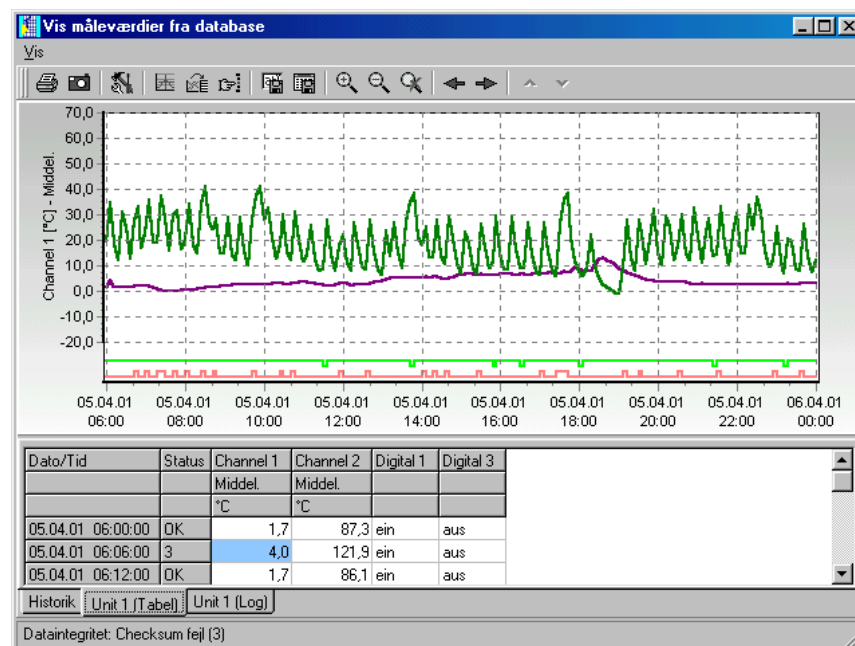 Vis måleværdier fra database
Vis
70,0
60,0
50,0
40,0
30,0
20,0
10,0
0,0
-10,0
-20,0
Channel 1 [°C] - Middel.
05.04.01 05.04.01 05.04.01 05.04.01 05.04.01 05.04.01 05.04.01 05.04.01 05.04.01 06.04.01
06:00 08:00 10:00 12:00 14:00 16:00 18:00 20:00 22:00 00:00
Dato/Tid Status Channel 1 Channel 2 Digital 1 Digital 3
Middel. Middel.
°C °C
05.04.01 06:00:00 OK 1,7 87,3 ein aus
05.04.01 06:06:00 3 4,0 121,9 ein aus
05.04.01 06:12:00 OK 1,7 86,1 ein aus
Historik Unit 1 (Tabel) Unit 1 (Log)
Dataintegritet: Checksum fejl (3)